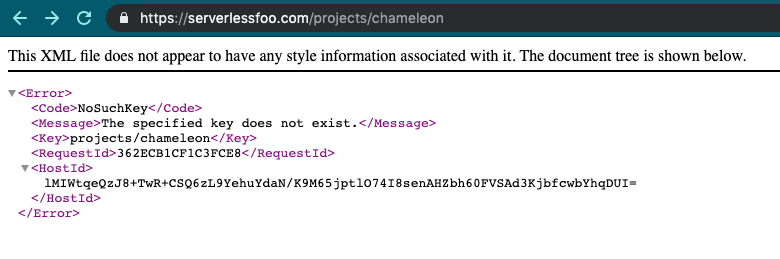 https://serverlessfoo.com/projects/chameleon
This XML file does not appear to have any style information associated with it. The document tree is shown below.
<Error>
<Code>NoSuchKey</Code>
<Message>The specified key does not exist.</Message>
<Key>projects/chameleon</Key>
<RequestId>362ECB1CF1C3FCE8</RequestId>
<HostId>
lMIWtqeQzJ8+TwR+CSQ6zL9YehuYdaN/K9M65jptlO74I8senAHZbh60FVSAd3KjbfcwbYhqDUI=
</HostId>
</Error>